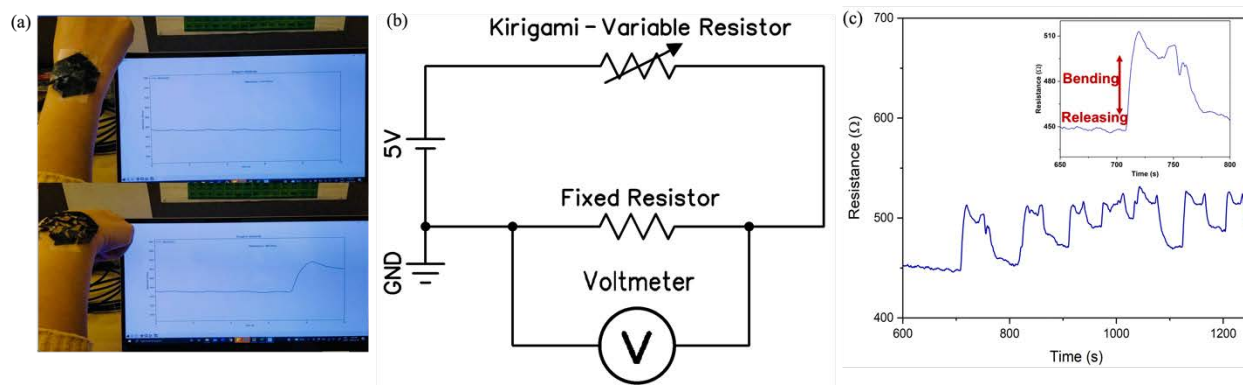 (a)
(b)
Kirigami-Variable Resistor
5V
Fixed Resistor
GND
Voltmeter
V
(c)
Resistance (Ω)
700
600
500
400
600
800
1000
1200
Time (s)
Resistance (Ω)
510
480
450
Bending
Releasing
650
700
750
800
Time (s)